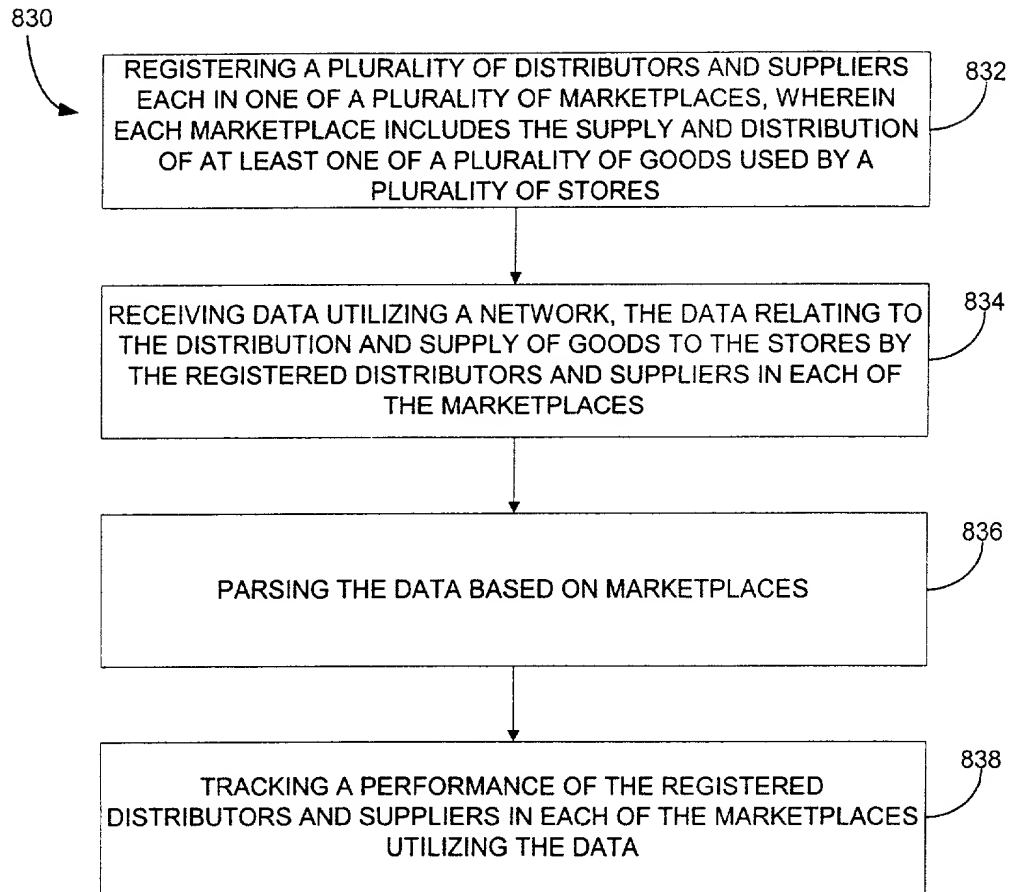 830
REGISTERING A PLURALITY OF DISTRIBUTORS AND SUPPLIERS
EACH IN ONE OF A PLURALITY OF MARKETPLACES, WHEREIN
EACH MARKETPLACE INCLUDES THE SUPPLY AND DISTRIBUTION
OF AT LEAST ONE OF A PLURALITY OF GOODS USED BY A
PLURALITY OF STORES
832
RECEIVING DATA UTILIZING A NETWORK, THE DATA RELATING TO
THE DISTRIBUTION AND SUPPLY OF GOODS TO THE STORES BY
THE REGISTERED DISTRIBUTORS AND SUPPLIERS IN EACH OF
THE MARKETPLACES
834
PARSING THE DATA BASED ON MARKETPLACES
836
TRACKING A PERFORMANCE OF THE REGISTERED
DISTRIBUTORS AND SUPPLIERS IN EACH OF THE MARKETPLACES
UTILIZING THE DATA
838